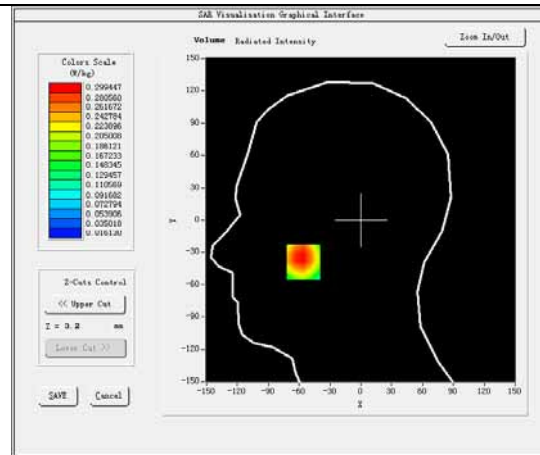 SAR Visualisation Graphical Interface
Volume Radiated Intensity
Zoom In/Out
Colors Scale
(W/kg)
0.299447
0.280560
0.261672
0.242784
0.223896
0.205008
0.186121
0.167233
0.148345
0.129457
0.110569
0.091682
0.072794
0.053906
0.035018
0.016130
150
120
90
60
30
0
-30
-60
-90
-120
-150
Y
-150 -120 -90 -60 -30 0 30 60 90 120 150
X
Z-Cuts Control
<< Upper Cut
Z = 3.2 mm
Lower Cut >>
SAVE Cancel